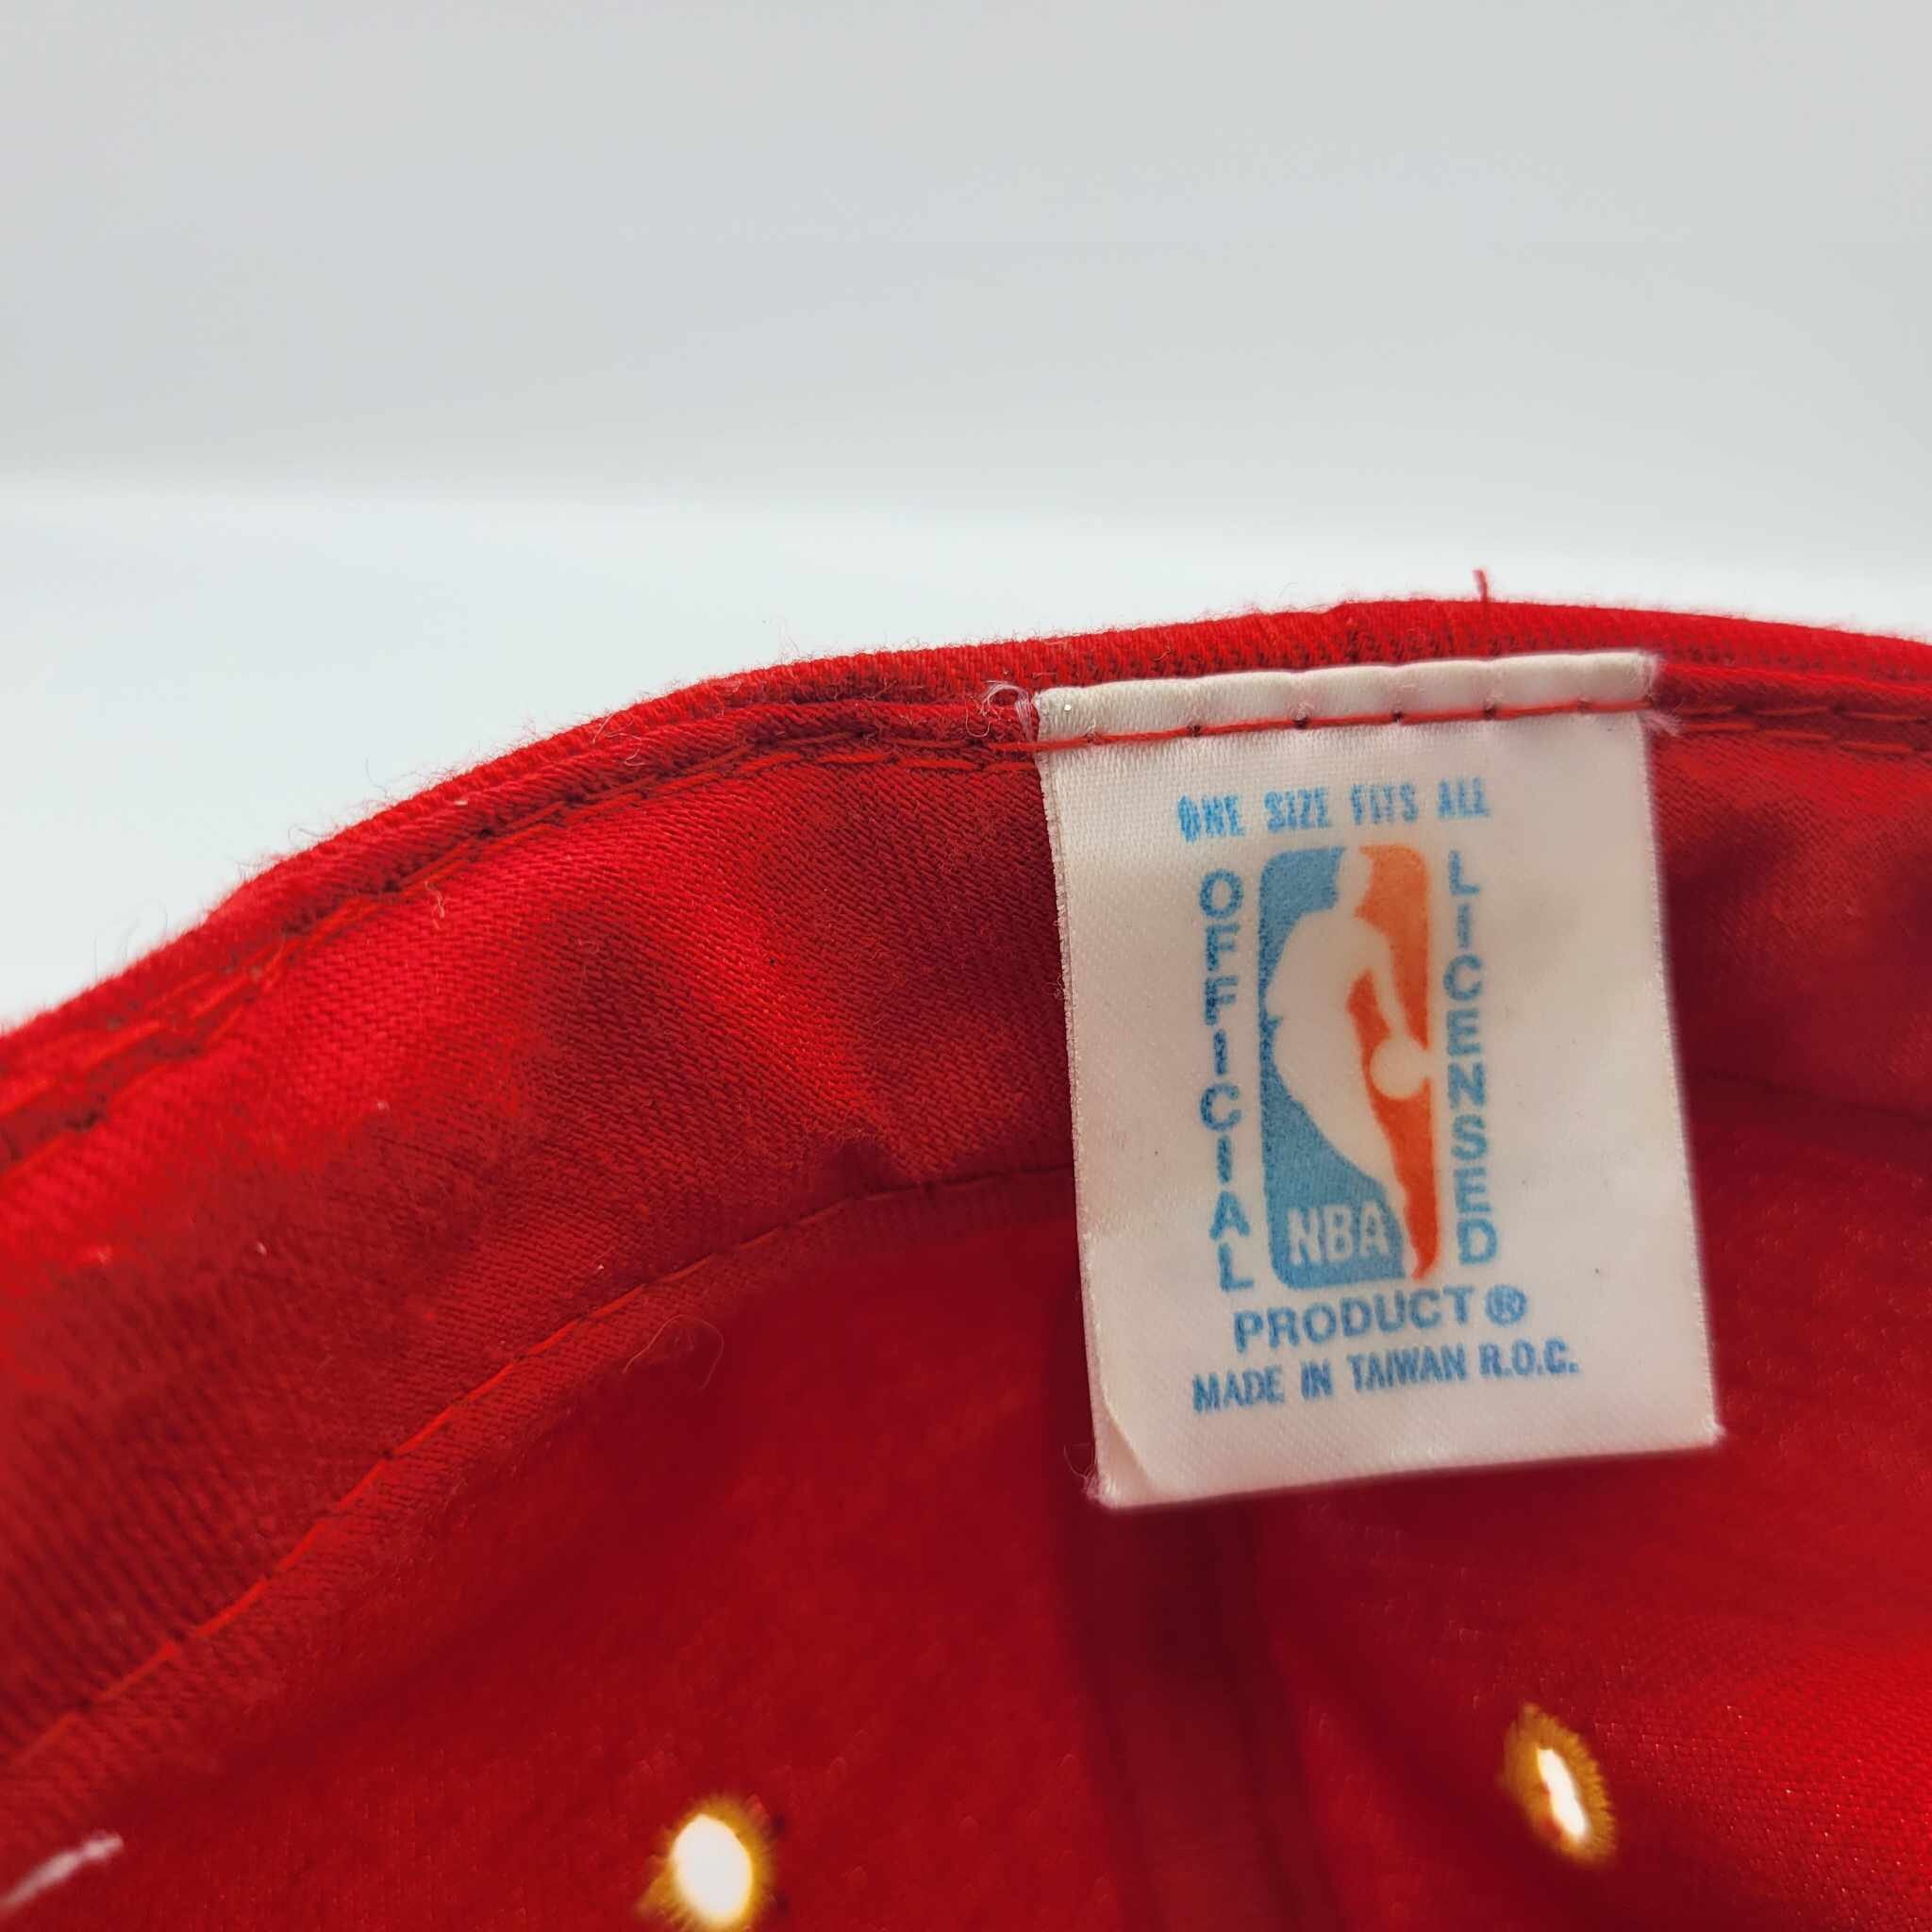 ONE SIZE FITS ALL
OFFICIAL
LICENSED
NBA
PRODUCT®
MADE IN TAIWAN R.O.C.